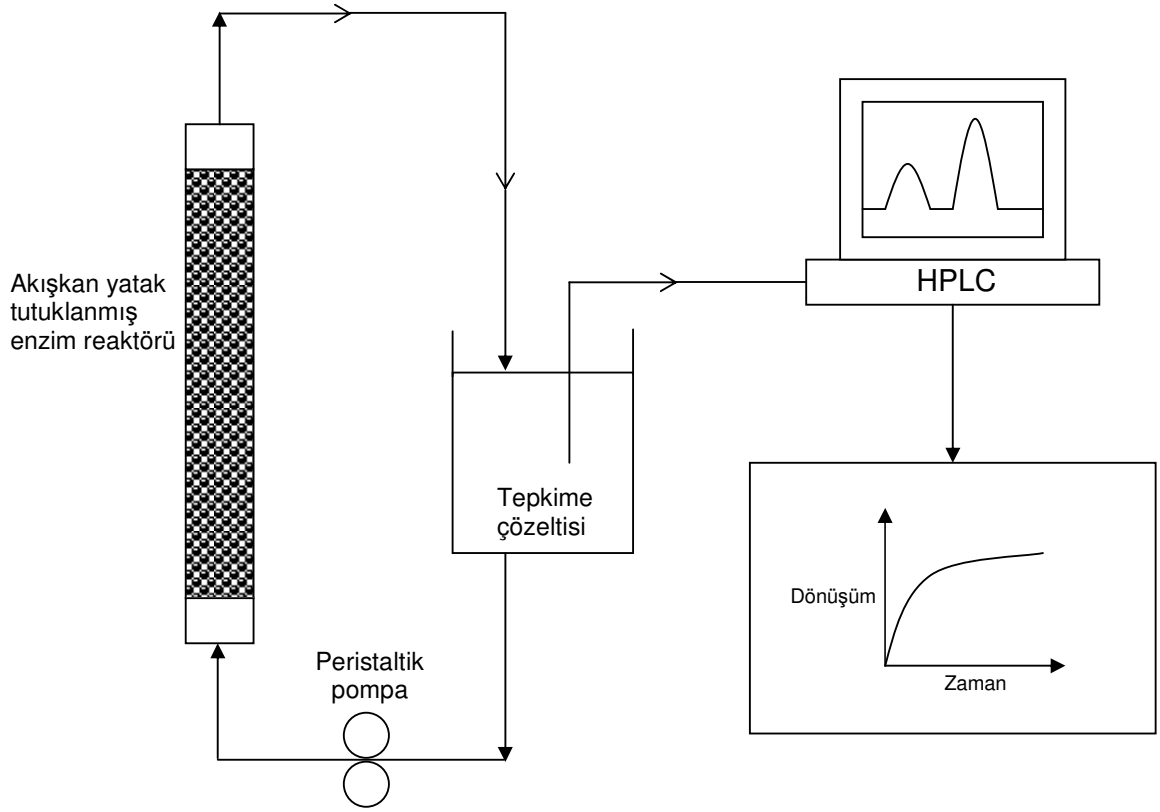 Akışkan yatak
tutuklanmış
enzim reaktörü
HPLC
Tepkime
çözeltisi
Dönüşüm
Zaman
Peristaltik
pompa